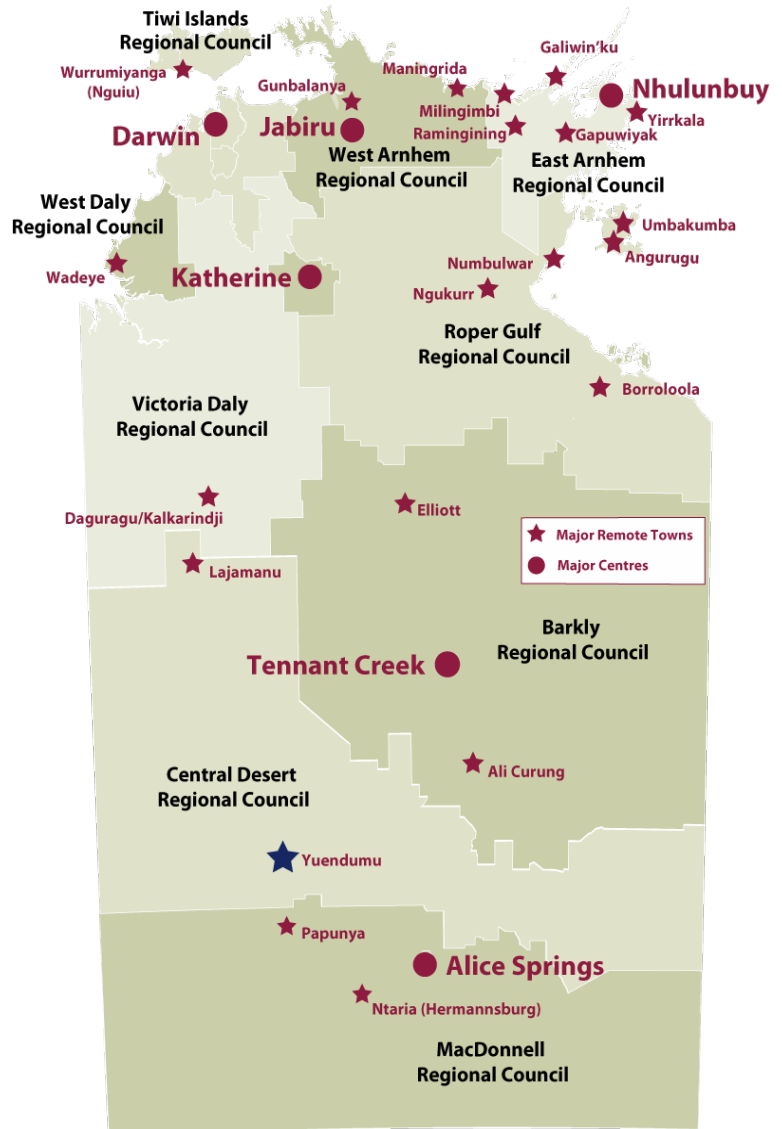 Tiwi Islands
Regional Council
Wurrumiyanga
(Nguiu)
Galiwin’ku
Maningrida
Gunbalanya
Nhulunbuy
Milingimbi
Yirrkala
Darwin
Jabiru
Ramingining
Gapuwiyak
West Arnhem
Regional Council
East Arnhem
Regional Council
West Daly
Regional Council
Umbakumba
Angurugu
Wadeye
Katherine
Numbulwar
Ngukurr
Roper Gulf
Regional Council
Borroloola
Victoria Daly
Regional Council
Daguragu/Kalkarindji
Elliott
Major Remote Towns
Major Centres
Lajamanu
Barkly
Regional Council
Tennant Creek
Ali Curung
Central Desert
Regional Council
Yuendumu
Papunya
Alice Springs
Ntaria (Hermannsburg)
MacDonnell
Regional Council